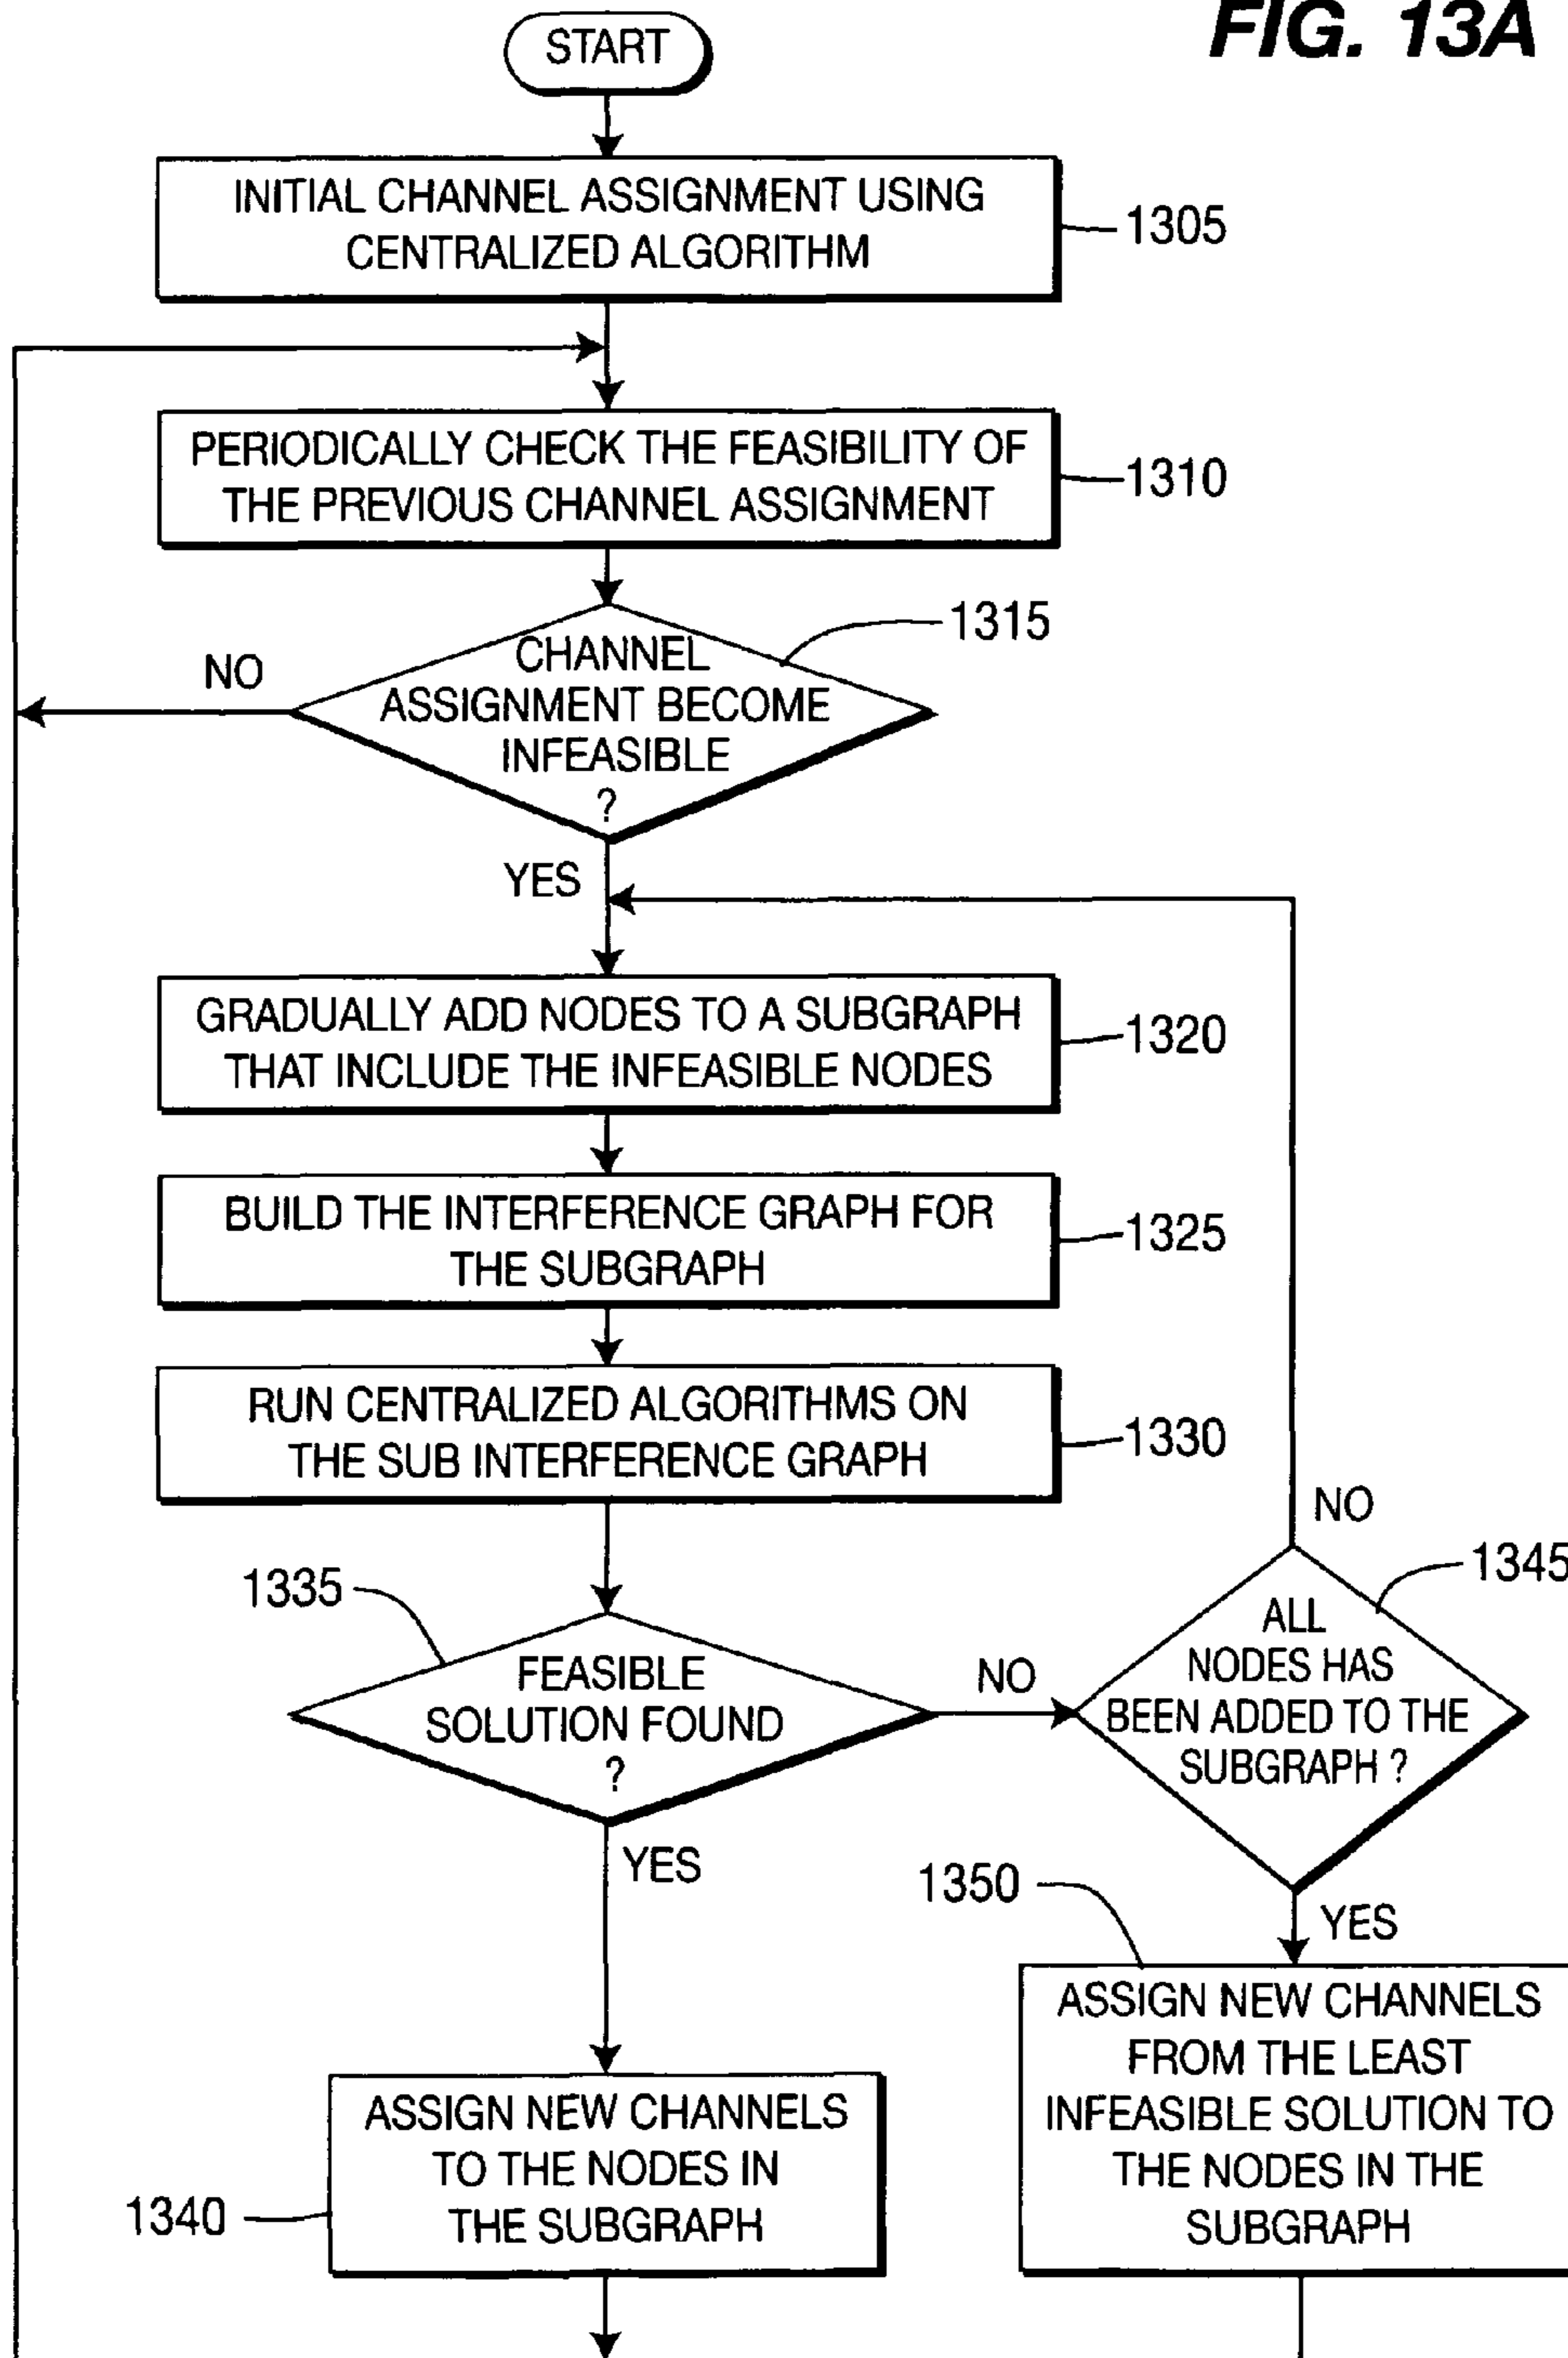 FIG. 13A
START
INITIAL CHANNEL ASSIGNMENT USING
CENTRALIZED ALGORITHM
1305
PERIODICALLY CHECK THE FEASIBILITY OF
THE PREVIOUS CHANNEL ASSIGNMENT
1310
1315
CHANNEL
ASSIGNMENT BECOME
INFEASIBLE
?
NO
YES
GRADUALLY ADD NODES TO A SUBGRAPH
THAT INCLUDE THE INFEASIBLE NODES
1320
BUILD THE INTERFERENCE GRAPH FOR
THE SUBGRAPH
1325
RUN CENTRALIZED ALGORITHMS ON
THE SUB INTERFERENCE GRAPH
1330
1335
FEASIBLE
SOLUTION FOUND
?
NO
YES
NO
1345
ALL
NODES HAS
BEEN ADDED TO THE
SUBGRAPH ?
YES
1350
ASSIGN NEW CHANNELS
FROM THE LEAST
INFEASIBLE SOLUTION TO
THE NODES IN THE
SUBGRAPH
ASSIGN NEW CHANNELS
TO THE NODES IN
THE SUBGRAPH
1340